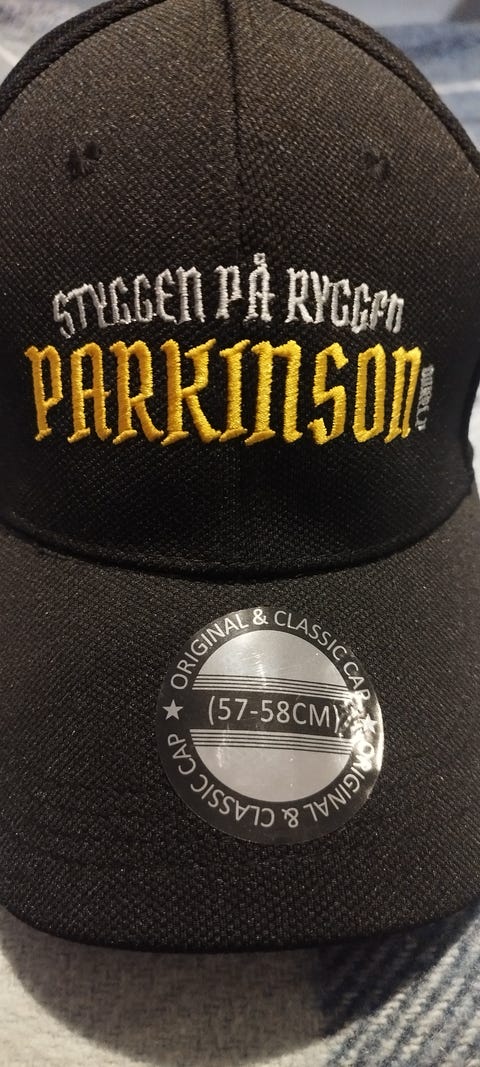 STYGGEN PÅ RYGGEN
PARKINSON
ORIGINAL & CLASSIC CAP
(57-58CM)
ORIGINAL & CLASSIC CAP